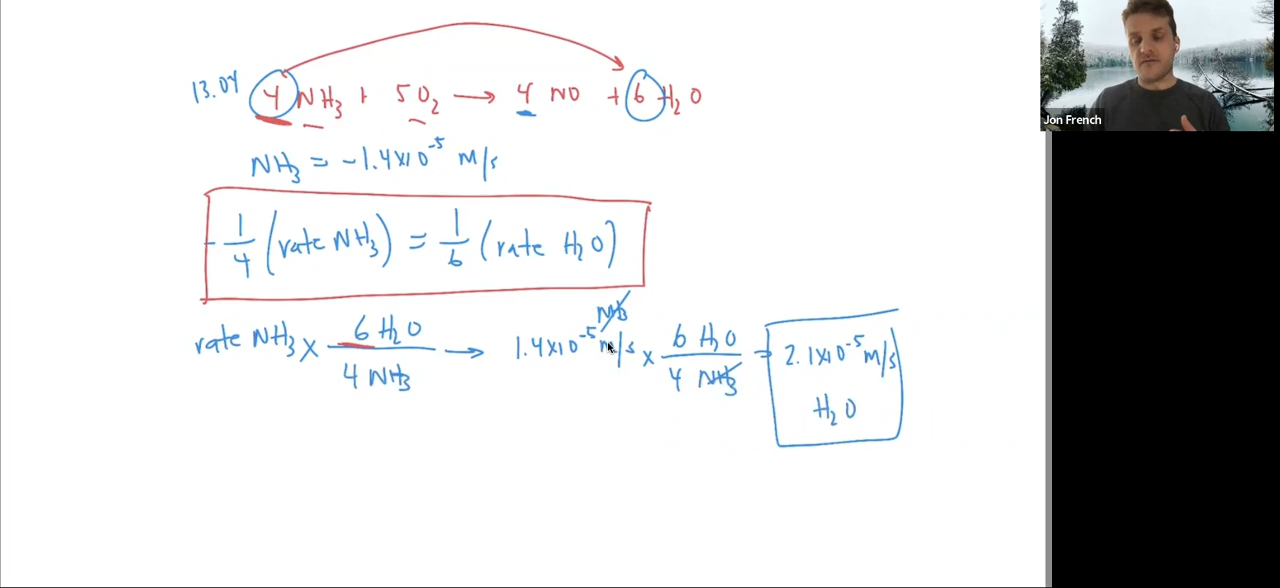 13.04 4 NH3 + 5 O2 → 4 NO + 6 H2O
NH3 = -1.4x10^-5 M/s
-1/4 (rate NH3) = 1/6 (rate H2O)
rate NH3 x 6 H2O / 4 NH3 → 1.4x10^-5 M/s NH3 x 6 H2O / 4 NH3 = 2.1x10^-5 M/s
H2O
Jon French